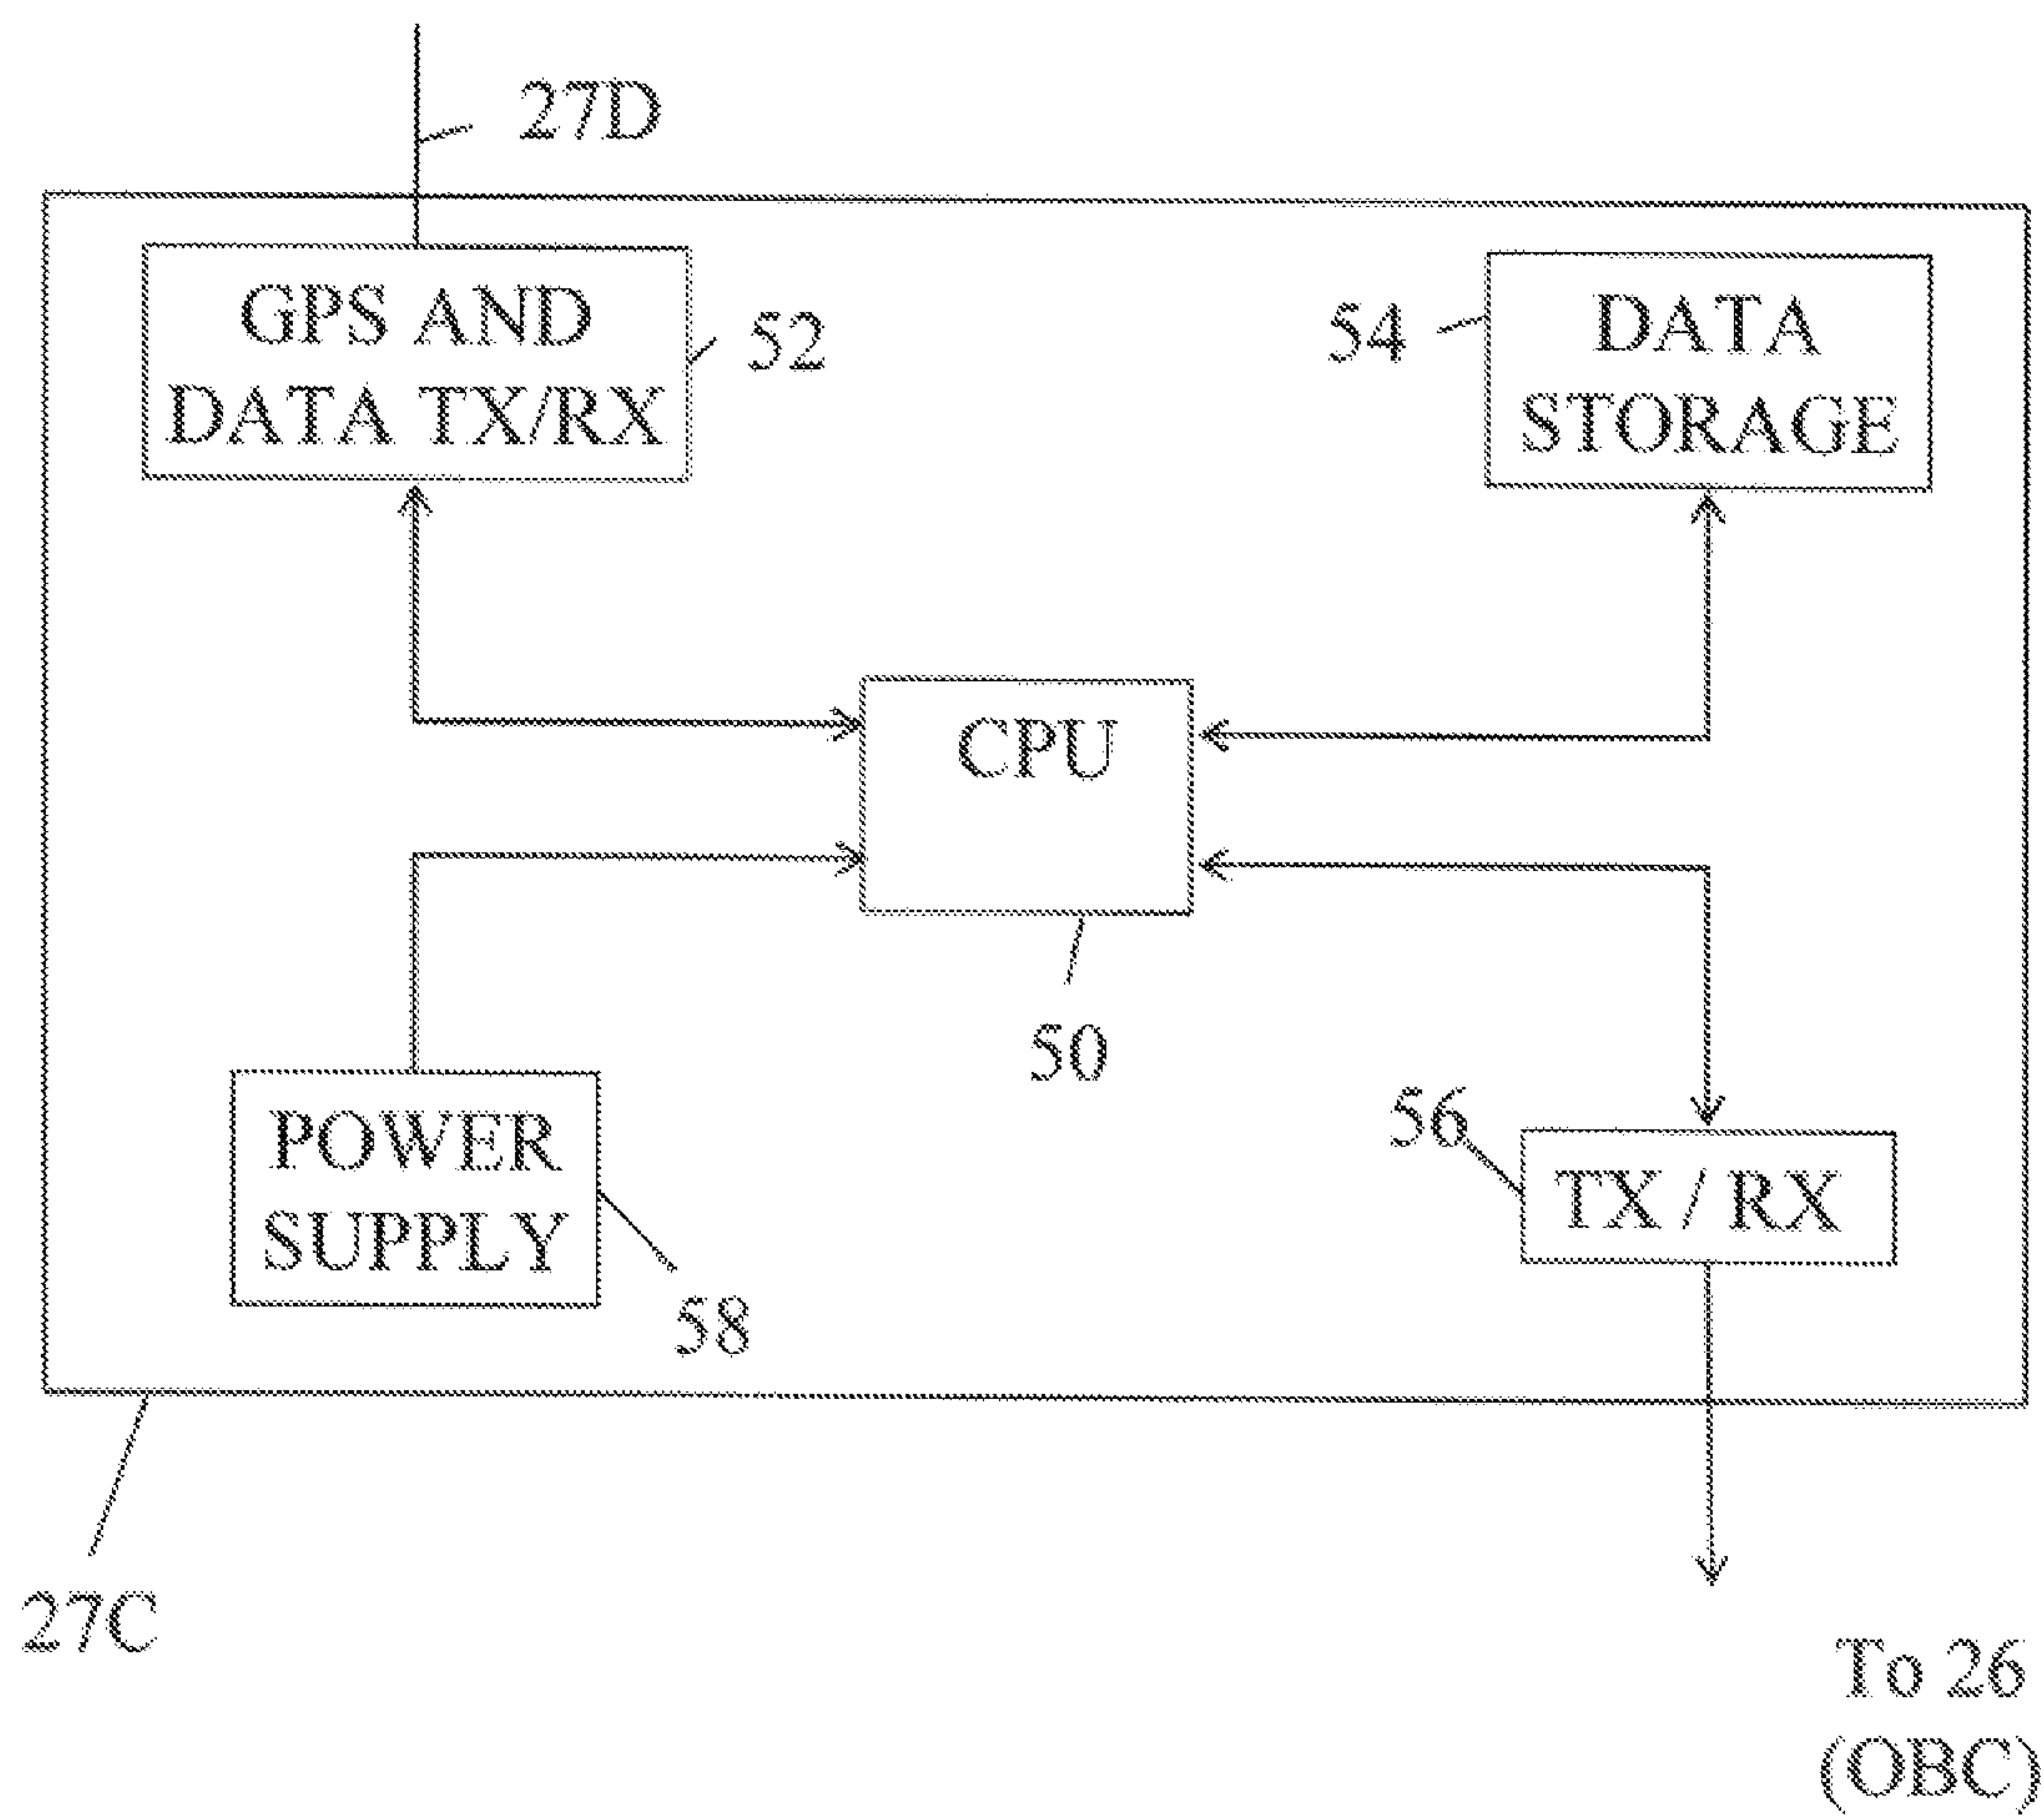 27D
GPS AND
DATA TX/RX
52
54
DATA
STORAGE
CPU
50
POWER
SUPPLY
58
56
TX / RX
27C
To 26
(OBC)